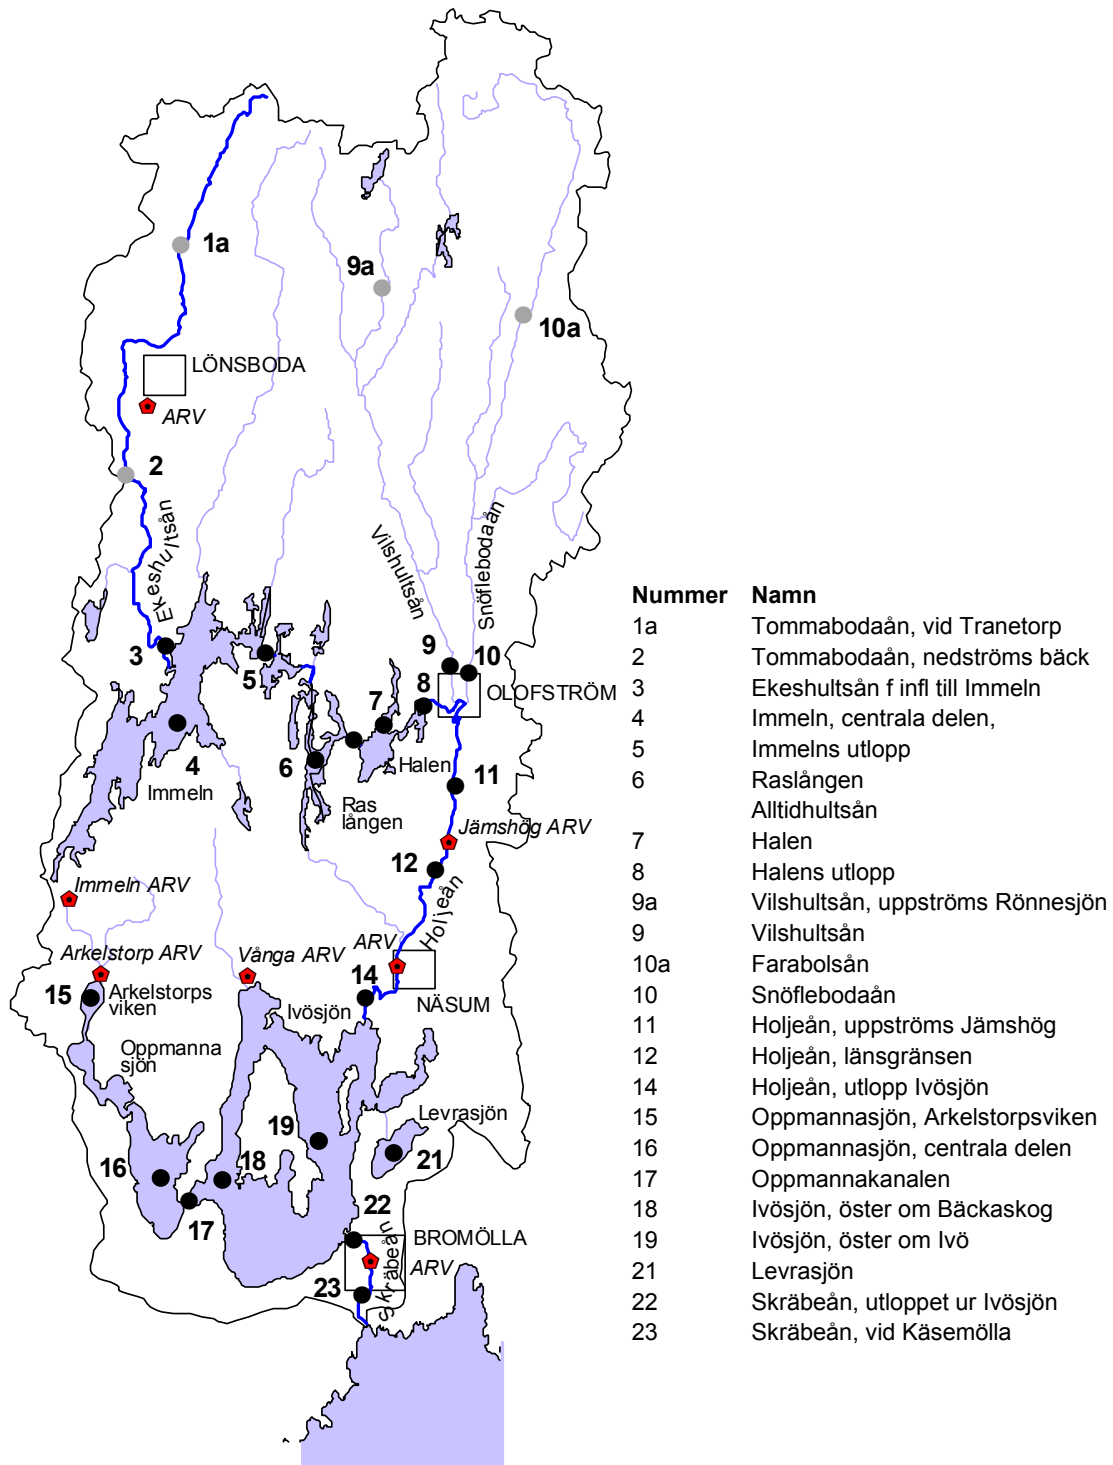 1a
9a
10a
LÖNSBODA
ARV
2
Ekeshultsån
Vilshultsån
Snöflebodaån
3
5
9
10
OLOFSTRÖM
8
7
4
6
Halen
11
Immeln
Ras
lången
Jämshög ARV
12
Immeln ARV
Holjeån
Arkelstorp ARV
Vånga ARV
ARV
14
15
Arkelstorps
viken
Ivösjön
NÄSUM
Oppmanna
sjön
Levrasjön
19
21
16
18
17
22
Skräbeån
BROMÖLLA
ARV
23
Nummer Namn
1a Tommabodaån, vid Tranetorp
2 Tommabodaån, nedströms bäck
3 Ekeshultsån f infl till Immeln
4 Immeln, centrala delen,
5 Immelns utlopp
6 Raslången
Alltidhultsån
7 Halen
8 Halens utlopp
9a Vilshultsån, uppströms Rönnesjön
9 Vilshultsån
10a Farabolsån
10 Snöflebodaån
11 Holjeån, uppströms Jämshög
12 Holjeån, länsgränsen
14 Holjeån, utlopp Ivösjön
15 Oppmannasjön, Arkelstorpsviken
16 Oppmannasjön, centrala delen
17 Oppmannakanalen
18 Ivösjön, öster om Bäckaskog
19 Ivösjön, öster om Ivö
21 Levrasjön
22 Skräbeån, utloppet ur Ivösjön
23 Skräbeån, vid Käsemölla